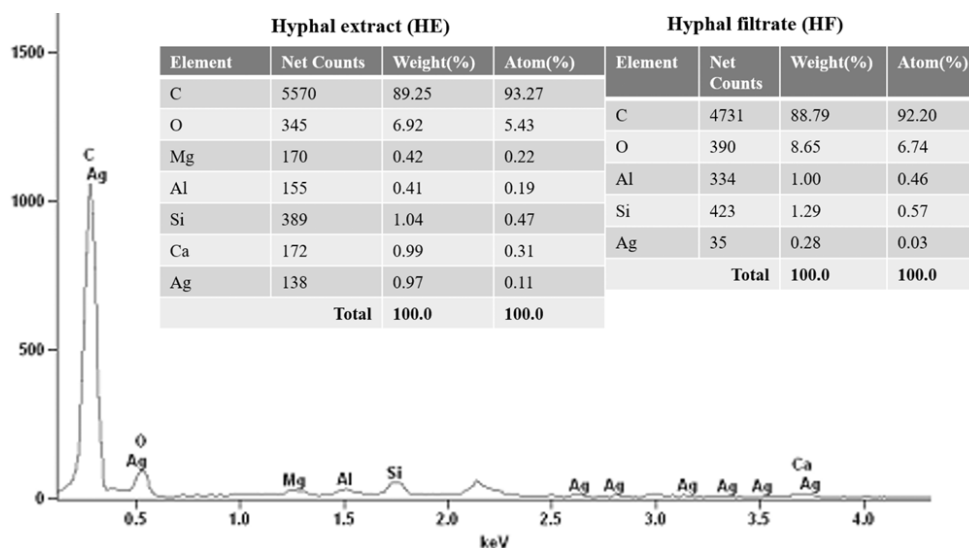 Hyphal extract (HE)
Element Net Counts Weight(%) Atom(%)
C 5570 89.25 93.27
O 345 6.92 5.43
Mg 170 0.42 0.22
Al 155 0.41 0.19
Si 389 1.04 0.47
Ca 172 0.99 0.31
Ag 138 0.97 0.11
Total 100.0 100.0
Hyphal filtrate (HF)
Element Net Weight(%) Atom(%)
Counts
C 4731 88.79 92.20
O 390 8.65 6.74
Al 334 1.00 0.46
Si 423 1.29 0.57
Ag 35 0.28 0.03
Total 100.0 100.0
1500
1000
500
0
C
Ag
O
Ag
Mg Al Si
Ag Ag Ag Ag Ag
Ca
Ag
0.5 1.0 1.5 2.0 2.5 3.0 3.5 4.0
keV